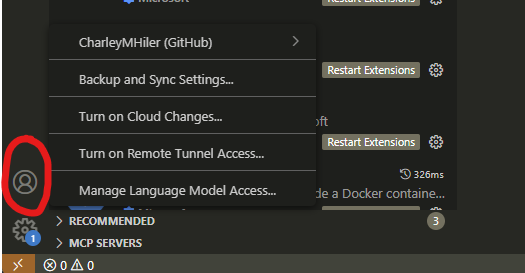 Microsoft
Restart Extensions
CharleyMHiler (GitHub)
Restart Extensions
Backup and Sync Settings...
Turn on Cloud Changes...
oft
Restart Extensions
Turn on Remote Tunnel Access...
326ms
Manage Language Model Access...
de a Docker containe...
Restart Extensions
RECOMMENDED
3
1
MCP SERVERS
0 0